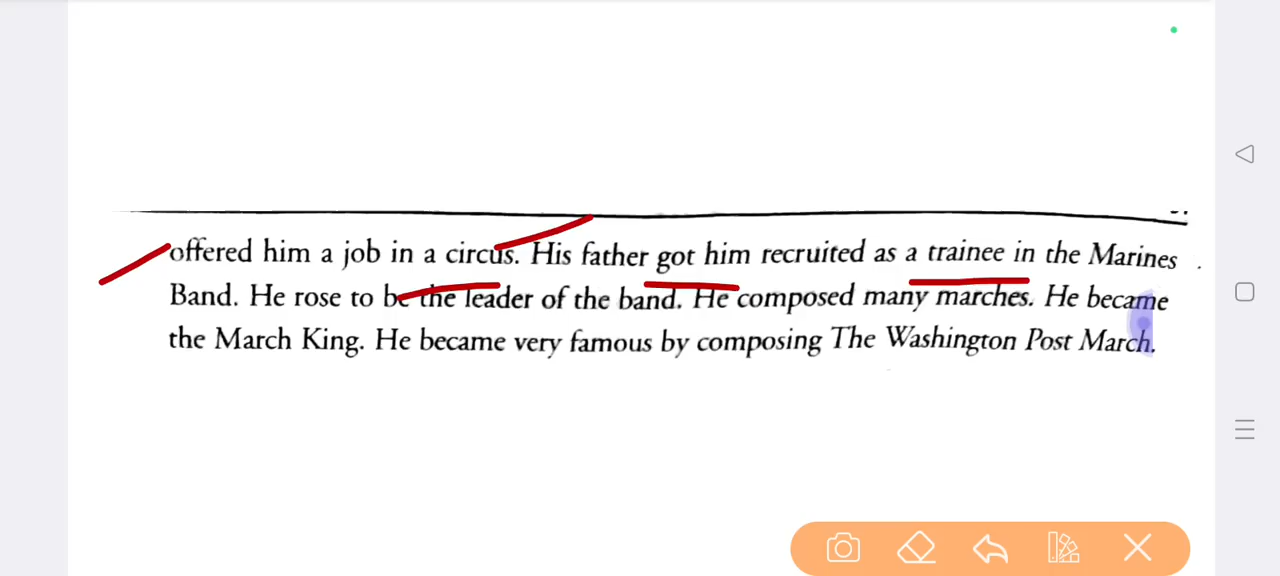 offered him a job in a circus. His father got him recruited as a trainee in the Marines
Band. He rose to be the leader of the band. He composed many marches. He became
the March King. He became very famous by composing The Washington Post March.